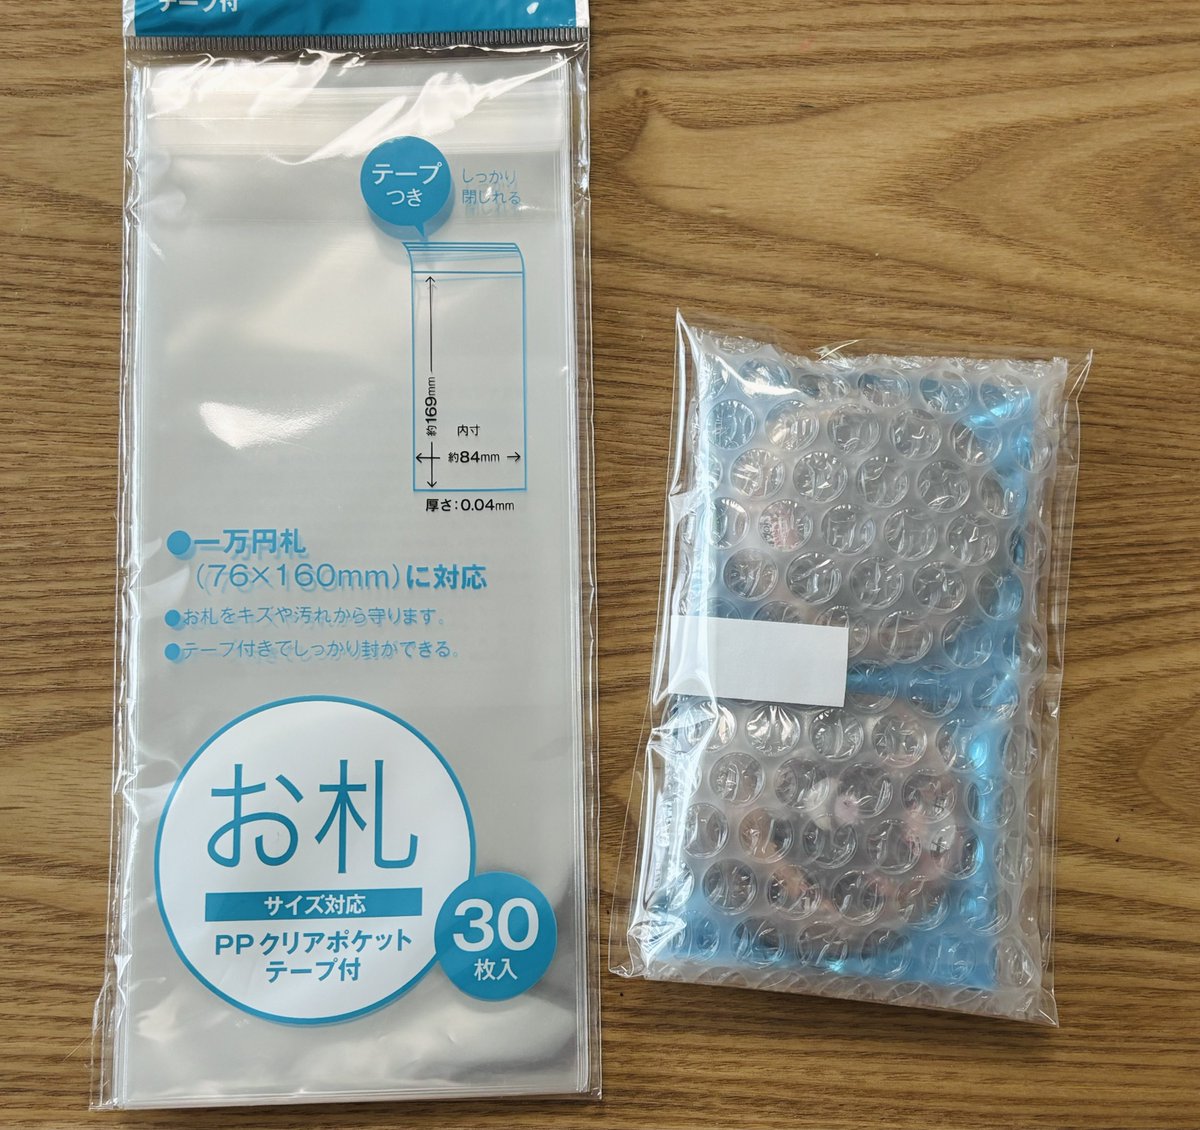 テープ付
テープ
つき
しっかり
閉じれる
約169mm
内寸
約84mm
厚さ:0.04mm
●一万円札
(76×160mm)に対応
●お札をキズや汚れから守ります。
●テープ付きでしっかり封ができる。
お札
サイズ対応
PPクリアポケット
テープ付
30
枚入